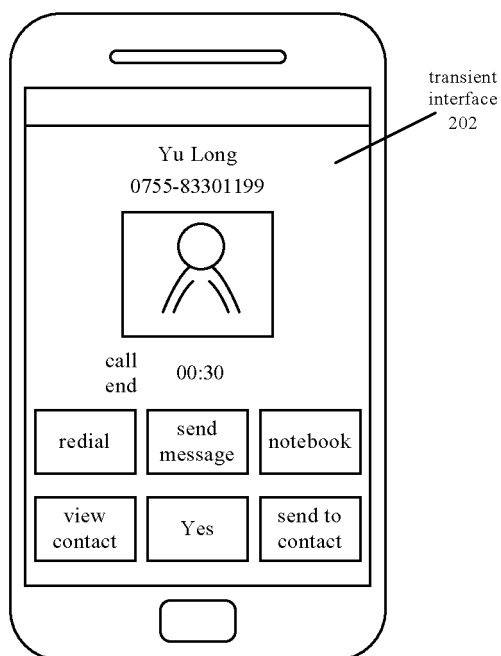 transient
interface
202
Yu Long
0755-83301199
call
end
00:30
redial
send
message
notebook
view
contact
Yes
send to
contact